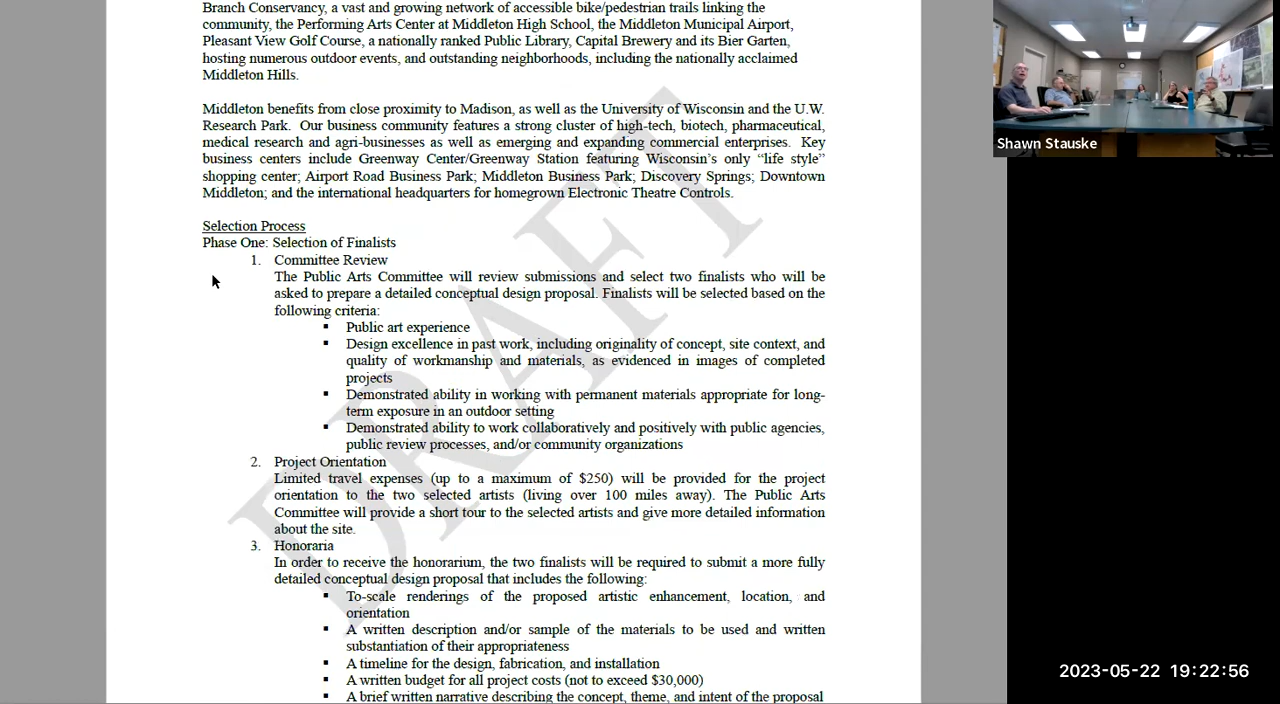 Branch Conservancy, a vast and growing network of accessible bike/pedestrian trails linking the
community, the Performing Arts Center at Middleton High School, the Middleton Municipal Airport,
Pleasant View Golf Course, a nationally ranked Public Library, Capital Brewery and its Bier Garten,
hosting numerous outdoor events, and outstanding neighborhoods, including the nationally acclaimed
Middleton Hills.
Middleton benefits from close proximity to Madison, as well as the University of Wisconsin and the U.W.
Research Park. Our business community features a strong cluster of high-tech, biotech, pharmaceutical,
medical research and agri-businesses as well as emerging and expanding commercial enterprises. Key
business centers include Greenway Center/Greenway Station featuring Wisconsin's only “life style”
shopping center; Airport Road Business Park; Middleton Business Park; Discovery Springs; Downtown
Middleton; and the international headquarters for homegrown Electronic Theatre Controls.
Selection Process
Phase One: Selection of Finalists
1. Committee Review
The Public Arts Committee will review submissions and select two finalists who will be
asked to prepare a detailed conceptual design proposal. Finalists will be selected based on the
following criteria:
▪ Public art experience
▪ Design excellence in past work, including originality of concept, site context, and
quality of workmanship and materials, as evidenced in images of completed
projects
▪ Demonstrated ability in working with permanent materials appropriate for long-
term exposure in an outdoor setting
▪ Demonstrated ability to work collaboratively and positively with public agencies,
public review processes, and/or community organizations
2. Project Orientation
Limited travel expenses (up to a maximum of $250) will be provided for the project
orientation to the two selected artists (living over 100 miles away). The Public Arts
Committee will provide a short tour to the selected artists and give more detailed information
about the site.
3. Honoraria
In order to receive the honorarium, the two finalists will be required to submit a more fully
detailed conceptual design proposal that includes the following:
▪ To-scale renderings of the proposed artistic enhancement, location, and
orientation
▪ A written description and/or sample of the materials to be used and written
substantiation of their appropriateness
▪ A timeline for the design, fabrication, and installation
▪ A written budget for all project costs (not to exceed $30,000)
▪ A brief written narrative describing the concept, theme, and intent of the proposal
DRAFT
Shawn Stauske
2023-05-22 19:22:56